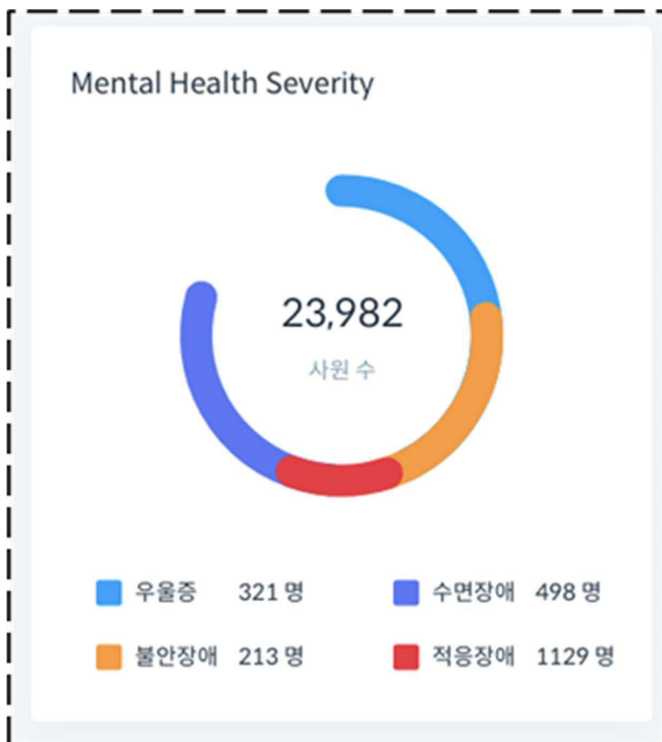 Mental Health Severity
23,982
사원 수
우울증 321 명
수면장애 498 명
불안장애 213 명
적응장애 1129 명